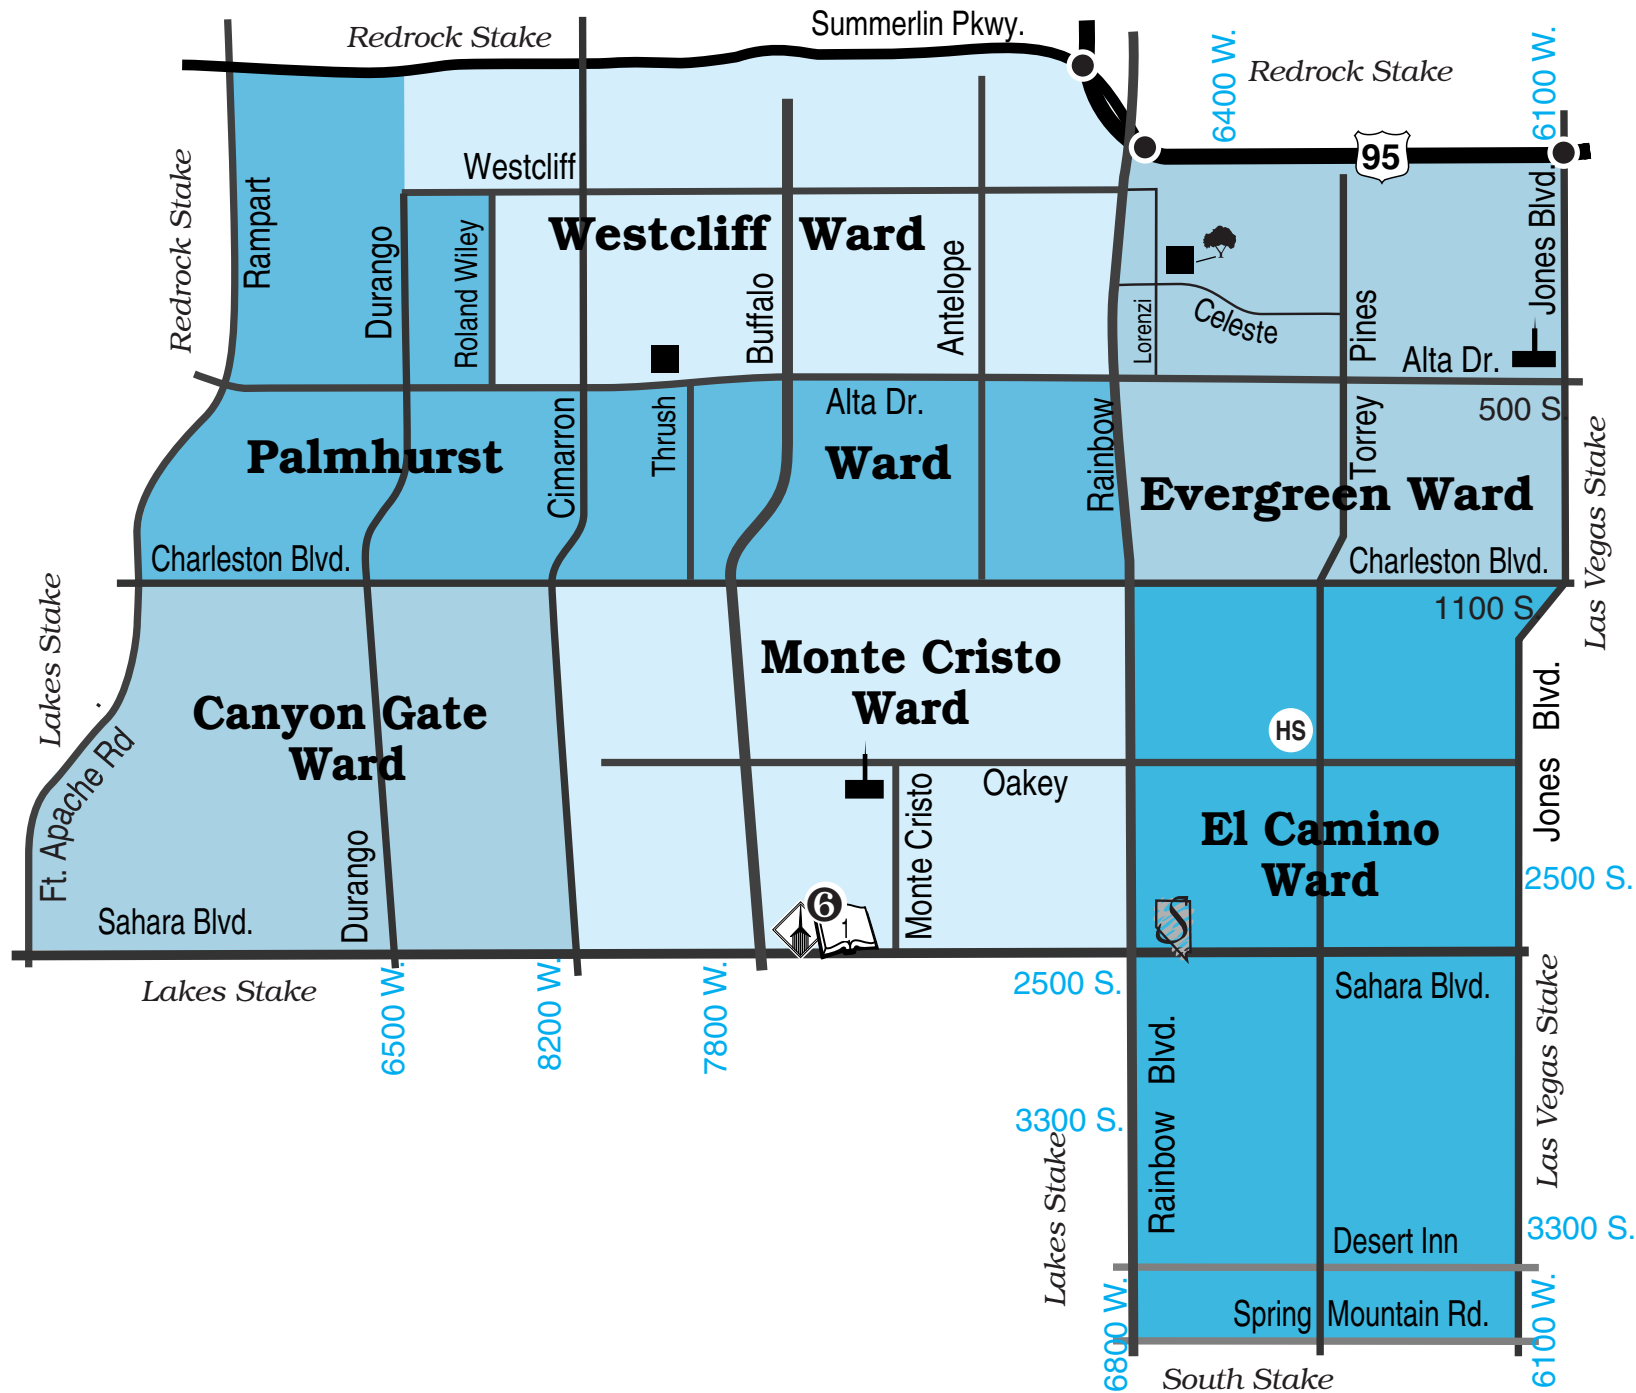 Summerlin Pkwy.
Redrock Stake
6400 W.
Redrock Stake
6100 W.
95
Westcliff
Redrock Stake
Rampart
Durango
Roland Wiley
Westcliff Ward
Buffalo
Antelope
Lorenzi
Celeste
Pines
Jones Blvd.
Alta Dr.
500 S.
Alta Dr.
Cimarron
Thrush
Rainbow
Torrey
Palmhurst
Ward
Evergreen Ward
Las Vegas Stake
Charleston Blvd.
Charleston Blvd.
1100 S.
Lakes Stake
Monte Cristo
Ward
Canyon Gate
Ward
HS
Jones Blvd.
Ft. Apache Rd
Oakey
Monte Cristo
El Camino
Ward
2500 S.
Durango
Sahara Blvd.
6
1
S
Lakes Stake
6500 W.
8200 W.
7800 W.
2500 S.
Sahara Blvd.
Rainbow Blvd.
Las Vegas Stake
3300 S.
Lakes Stake
3300 S.
Desert Inn
Spring Mountain Rd.
6800 W.
6100 W.
South Stake